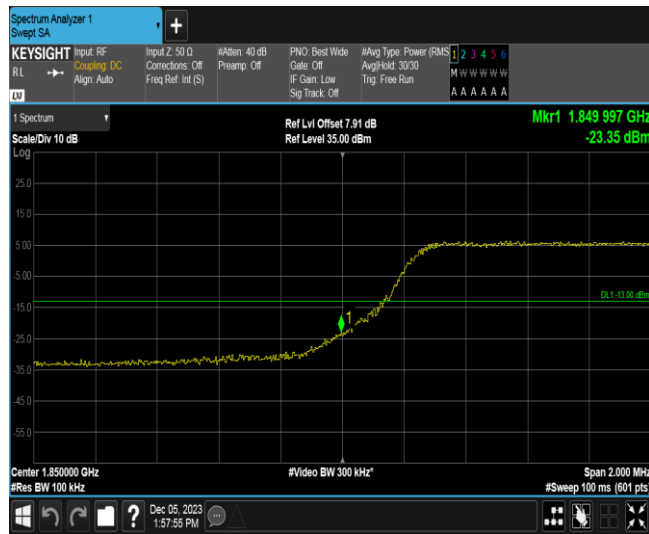 Spectrum Analyzer 1
Swept SA
+
KEYSIGHT
RL
LXI
Input: RF
Coupling: DC
Align: Auto
Input Z: 50 Ω
Corrections: Off
Freq Ref: Int (S)
#Atten: 40 dB
Preamp: Off
PNO: Best Wide
Gate: Off
IF Gain: Low
Sig Track: Off
#Avg Type: Power (RMS
Avg|Hold: 30/30
Trig: Free Run
1 2 3 4 5 6
M W W W W W
A A A A A A
1 Spectrum
Scale/Div 10 dB
Ref Lvl Offset 7.91 dB
Ref Level 35.00 dBm
Mkr1 1.849 997 GHz
-23.35 dBm
Log
25.0
15.0
5.00
-5.00
-15.0
-25.0
-35.0
-45.0
-55.0
DL1 -13.00 dBm
1
Center 1.850000 GHz
#Res BW 100 kHz
#Video BW 300 kHz*
Span 2.000 MHz
#Sweep 100 ms (601 pts
?
Dec 05, 2023
1:57:55 PM